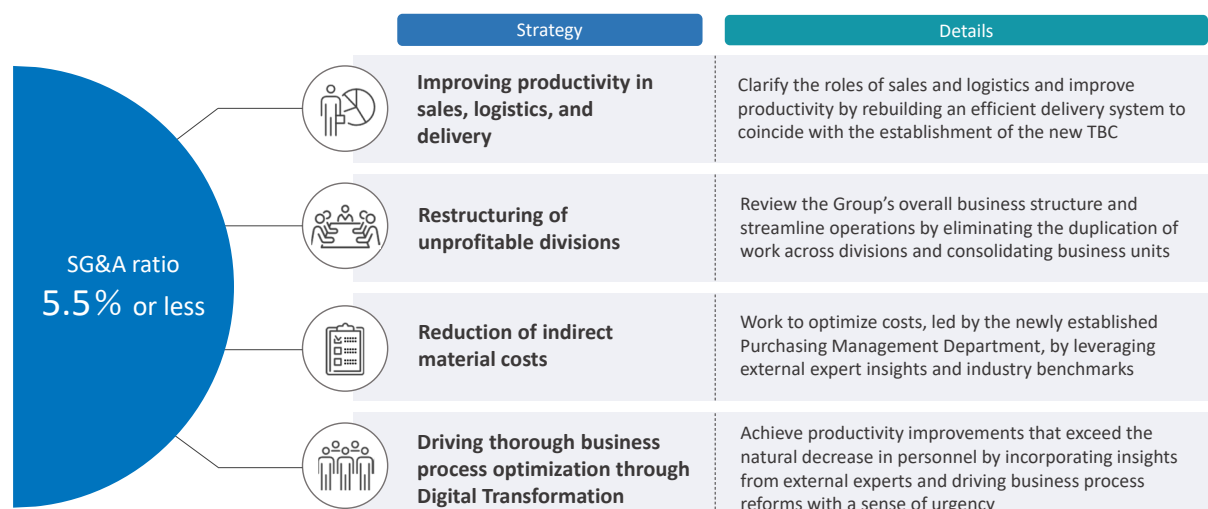 Strategy
Details
SG&A ratio
5.5% or less
Improving productivity in
sales, logistics, and
delivery
Clarify the roles of sales and logistics and improve
productivity by rebuilding an efficient delivery system to
coincide with the establishment of the new TBC
Restructuring of
unprofitable divisions
Review the Group’s overall business structure and
streamline operations by eliminating the duplication of
work across divisions and consolidating business units
Reduction of indirect
material costs
Work to optimize costs, led by the newly established
Purchasing Management Department, by leveraging
external expert insights and industry benchmarks
Driving thorough business
process optimization through
Digital Transformation
Achieve productivity improvements that exceed the
natural decrease in personnel by incorporating insights
from external experts and driving business process
reforms with a sense of urgency